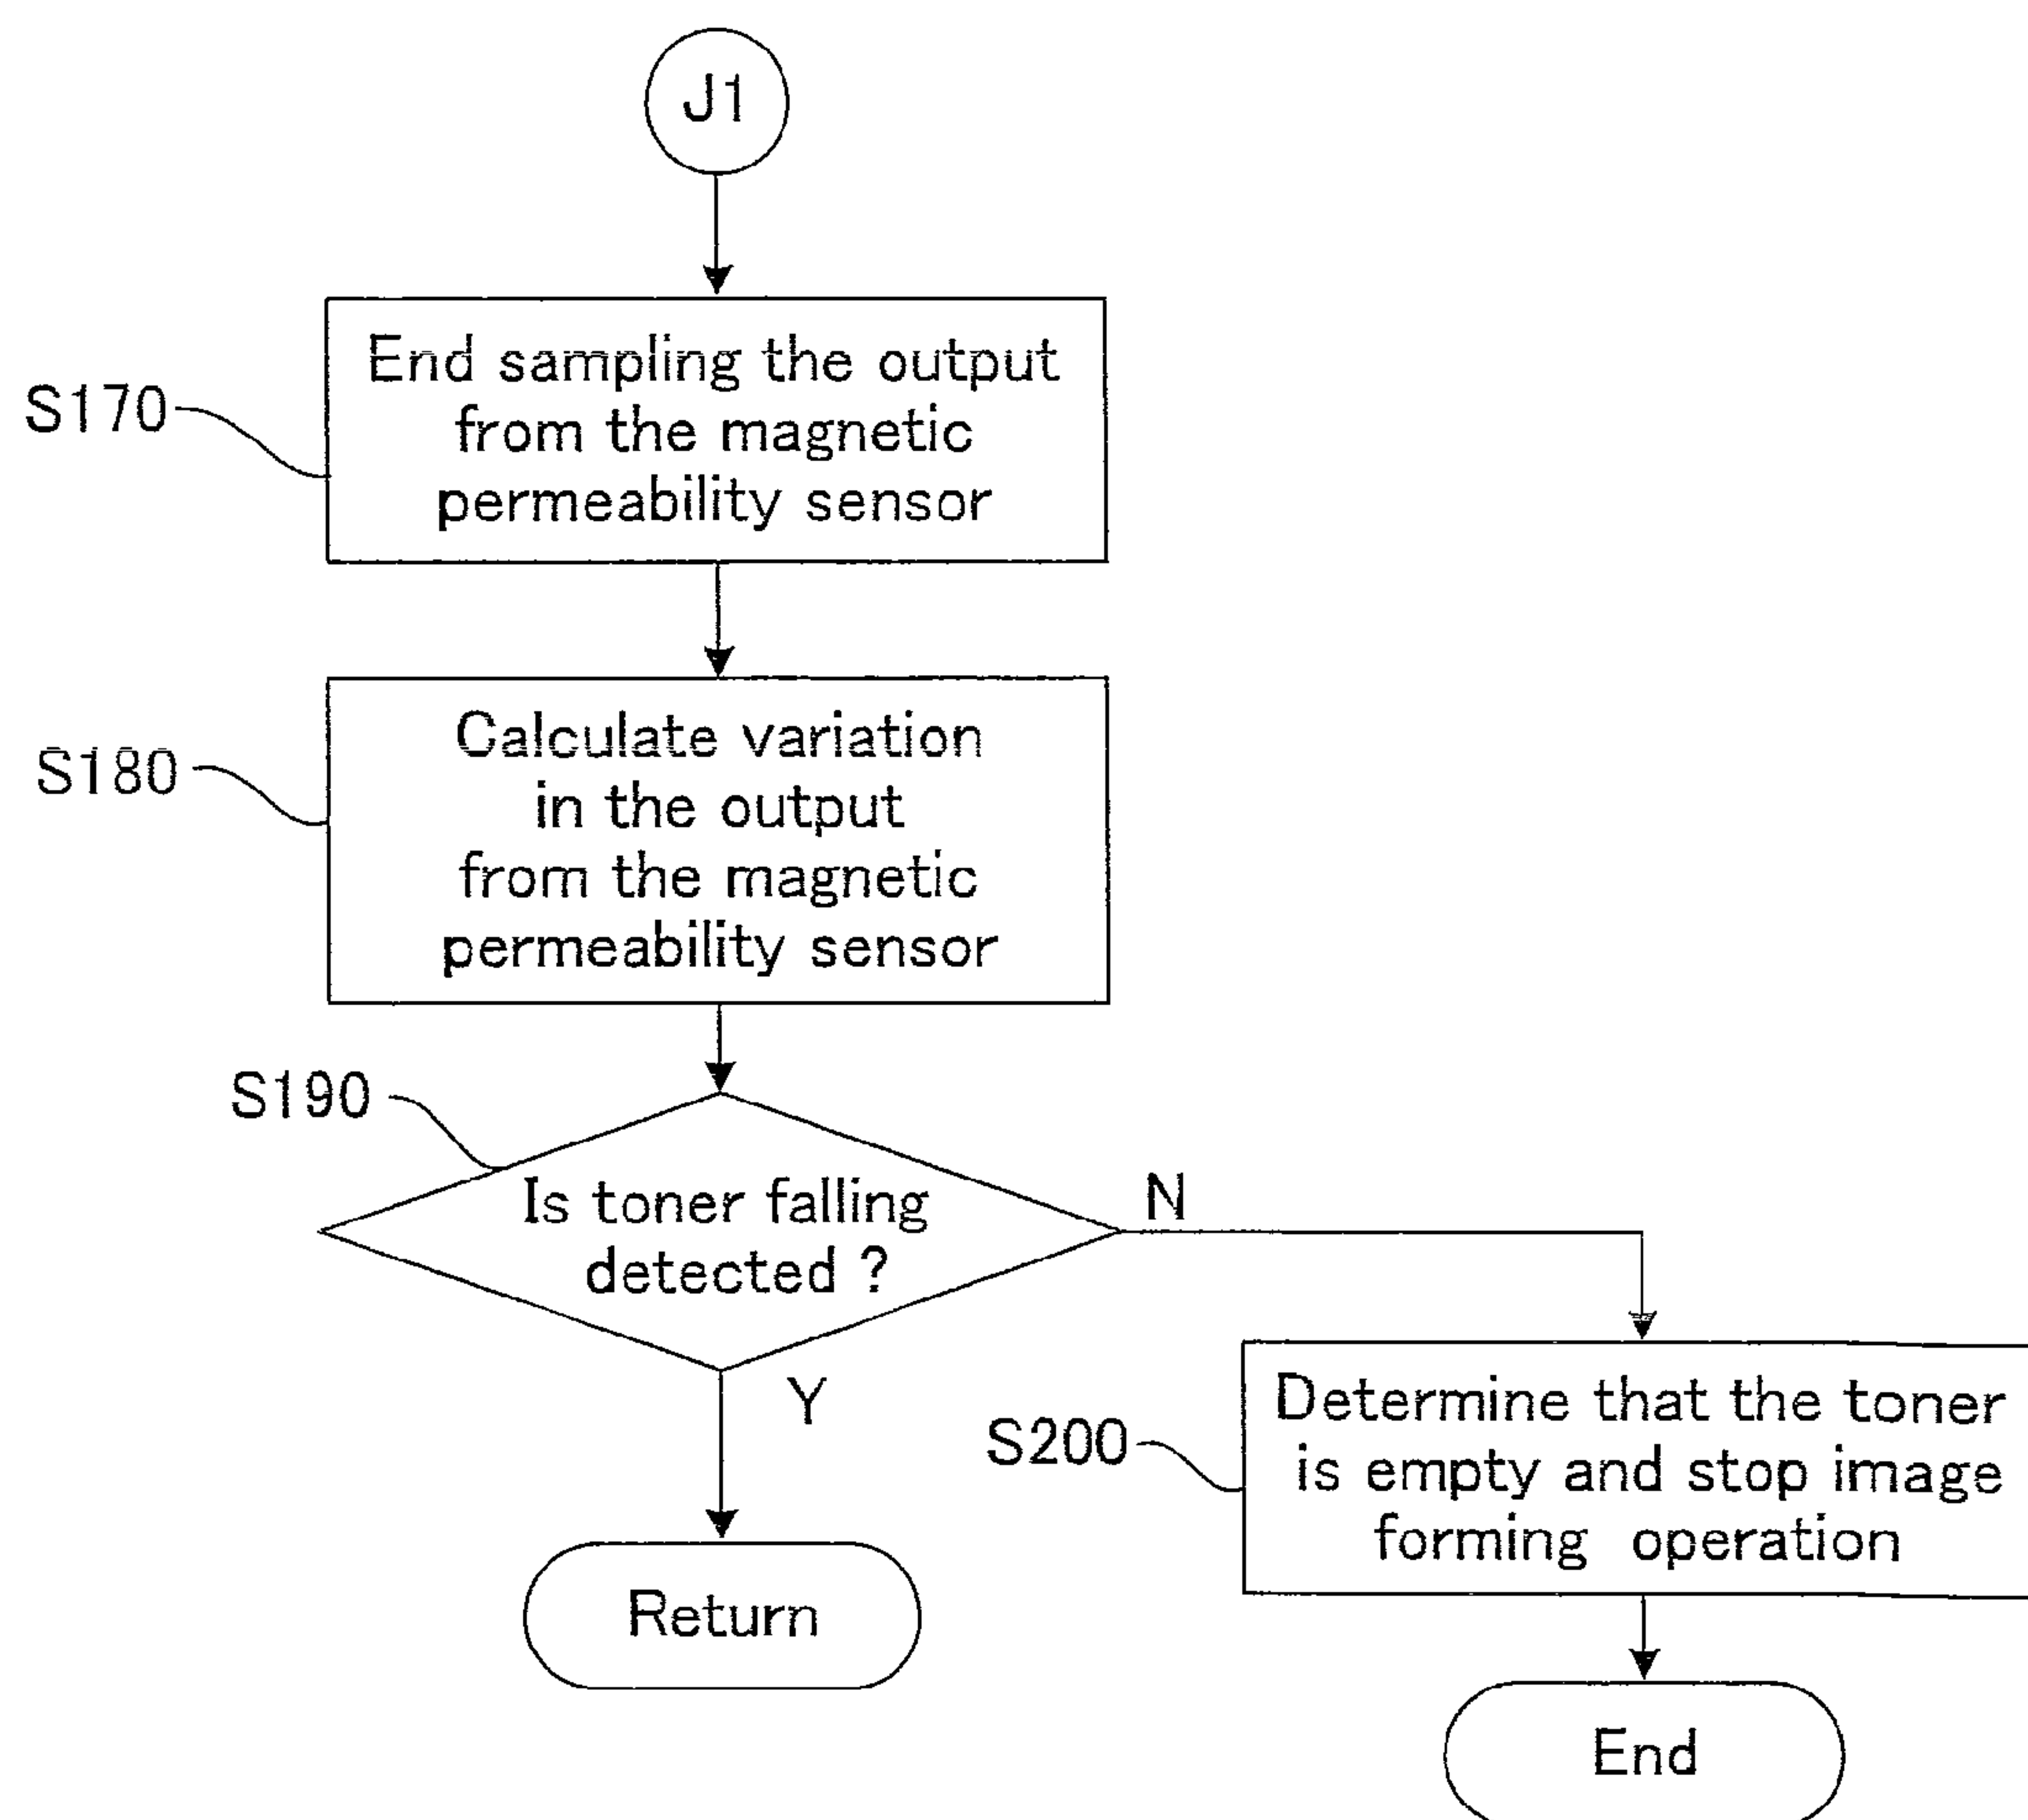 J1
S170
End sampling the output
from the magnetic
permeability sensor
S180
Calculate variation
in the output
from the magnetic
permeability sensor
S190
Is toner falling
detected ?
N
Y
S200
Determine that the toner
is empty and stop image
forming operation
Return
End